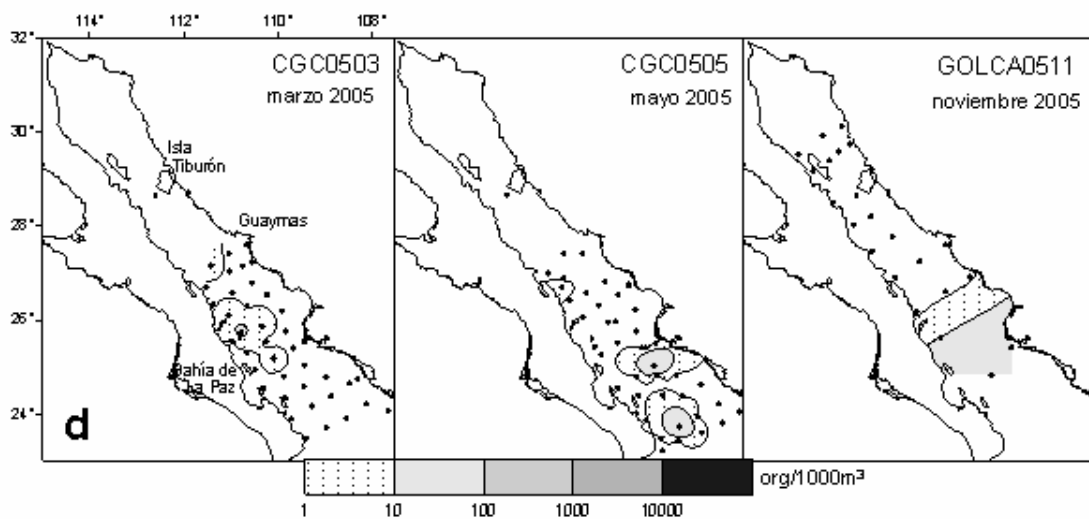 d
114° 112° 110° 108°
32°
30°
28°
26°
24°
CGC0503
marzo 2005
Isla
Tiburón
Guaymas
Bahía de
La Paz
d
CGC0505
mayo 2005
GOLCA0511
noviembre 2005
org/1000m³
1 10 100 1000 10000